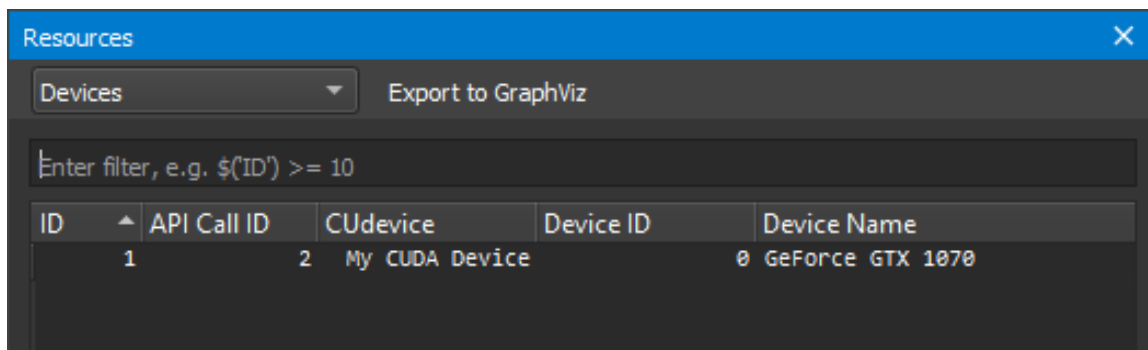 Resources
Devices Export to GraphViz
Enter filter, e.g. $('ID') >= 10
ID API Call ID CUdevice Device ID Device Name
1 2 My CUDA Device 0 GeForce GTX 1070